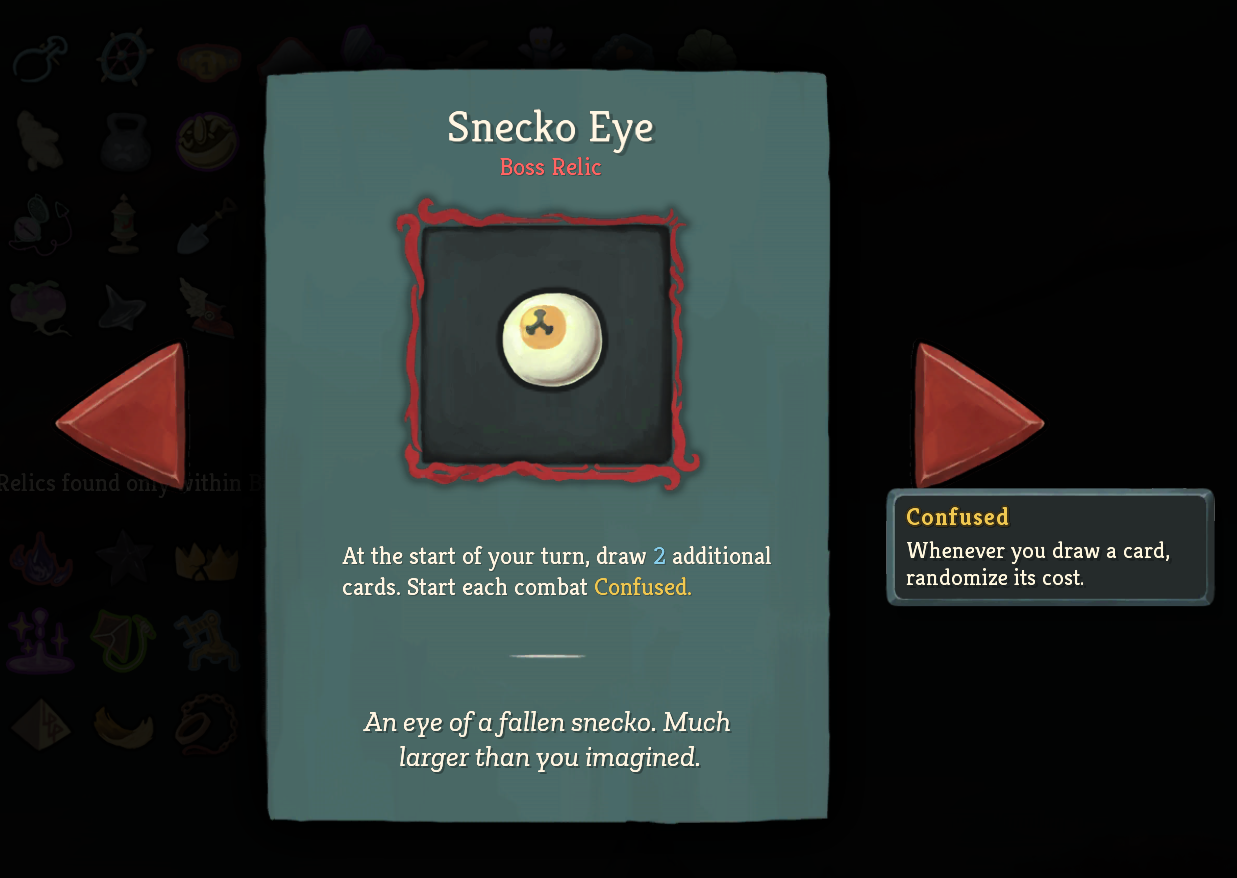 Snecko Eye
Boss Relic
At the start of your turn, draw 2 additional
cards. Start each combat Confused.
An eye of a fallen snecko. Much
larger than you imagined.
Relics found only within
Confused
Whenever you draw a card,
randomize its cost.